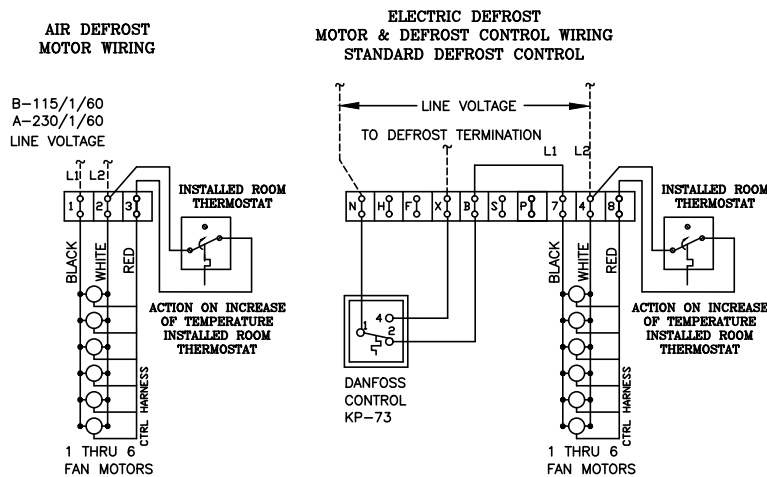 AIR DEFROST
MOTOR WIRING
B-115/1/60
A-230/1/60
LINE VOLTAGE
L1 L2
1 2 3
INSTALLED ROOM
THERMOSTAT
BLACK
WHITE
RED
ACTION ON INCREASE
OF TEMPERATURE
INSTALLED ROOM
THERMOSTAT
CTRL HARNESS
1 THRU 6
FAN MOTORS
ELECTRIC DEFROST
MOTOR & DEFROST CONTROL WIRING
STANDARD DEFROST CONTROL
LINE VOLTAGE
TO DEFROST TERMINATION
L1 L2
N H F X B S P 7 4 8
INSTALLED ROOM
THERMOSTAT
BLACK
WHITE
RED
4
1 2
DANFOSS
CONTROL
KP-73
ACTION ON INCREASE
OF TEMPERATURE
INSTALLED ROOM
THERMOSTAT
CTRL HARNESS
1 THRU 6
FAN MOTORS